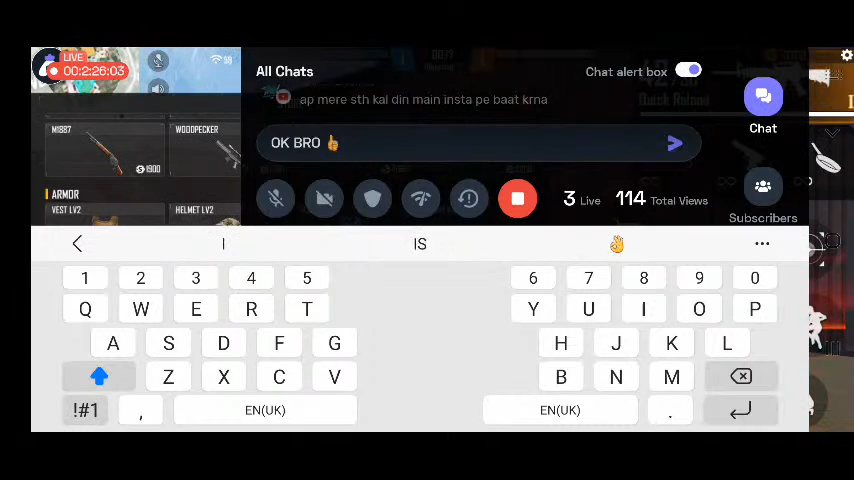 LIVE
00:2:26:03
98
All Chats
Chat alert box
ap mere sth kal din main insta pe baat krna
OK BRO 👍
Chat
M1887
WOODPECKER
$1900
ARMOR
VEST LV2
HELMET LV2
3 Live
114 Total Views
Subscribers
I
IS
👌
...
1 2 3 4 5 6 7 8 9 0
Q W E R T Y U I O P
A S D F G H J K L
Z X C V B N M
!#1 , EN(UK) EN(UK) .